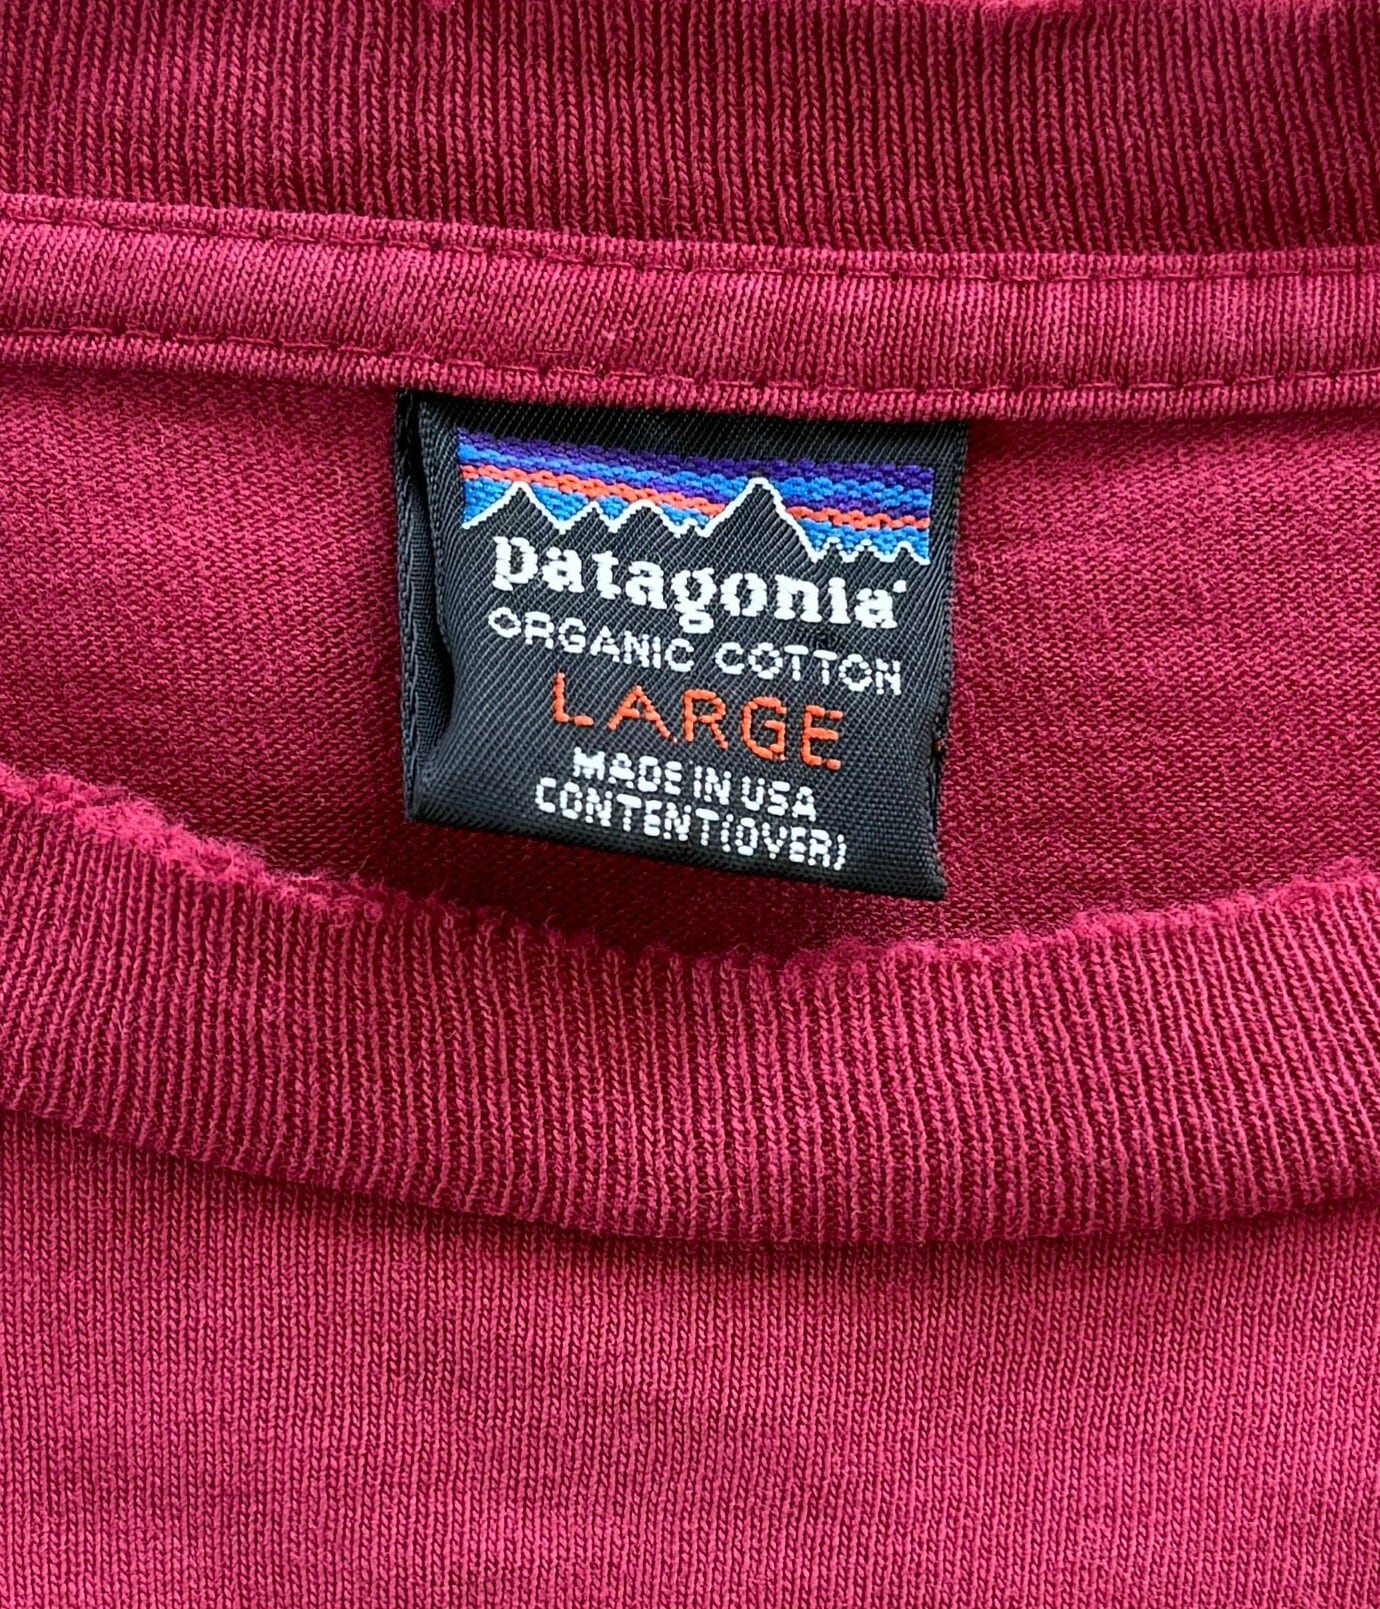 patagonia
ORGANIC COTTON
LARGE
MADE IN USA
CONTENT(OVER)